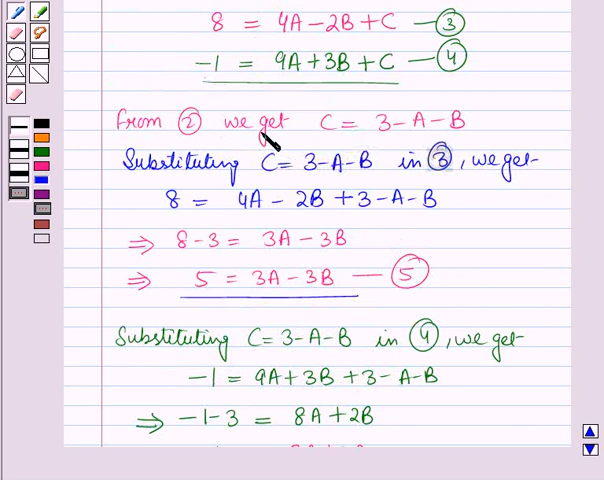 8 = 4A-2B+C —③
-1 = 9A+3B+C —④
From ② we get C = 3-A-B
Substituting C = 3-A-B in ③, we get
8 = 4A - 2B + 3-A-B
⇒ 8-3 = 3A-3B
⇒ 5 = 3A-3B —⑤
Substituting C = 3-A-B in ④, we get
-1 = 9A+3B+3-A-B
⇒ -1-3 = 8A+2B